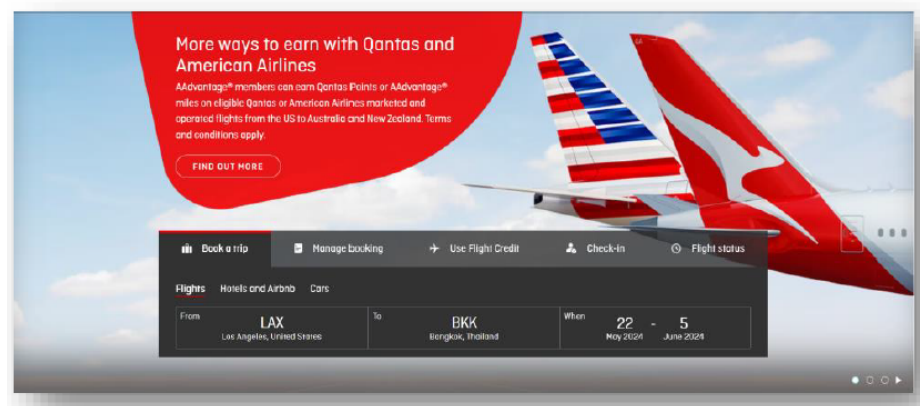 More ways to earn with Qantas and
American Airlines
AAdvantage® members can earn Qantas Points or AAdvantage®
miles on eligible Qantas or American Airlines marketed and
operated flights from the US to Australia and New Zealand. Terms
and conditions apply.
FIND OUT MORE
Book a trip
Manage booking
Use Flight Credit
Check-in
Flight status
Flights Hotels and Airbnb Cars
From
LAX
Los Angeles, United States
To
BKK
Bangkok, Thailand
When
22 - 5
May 2024 June 2024